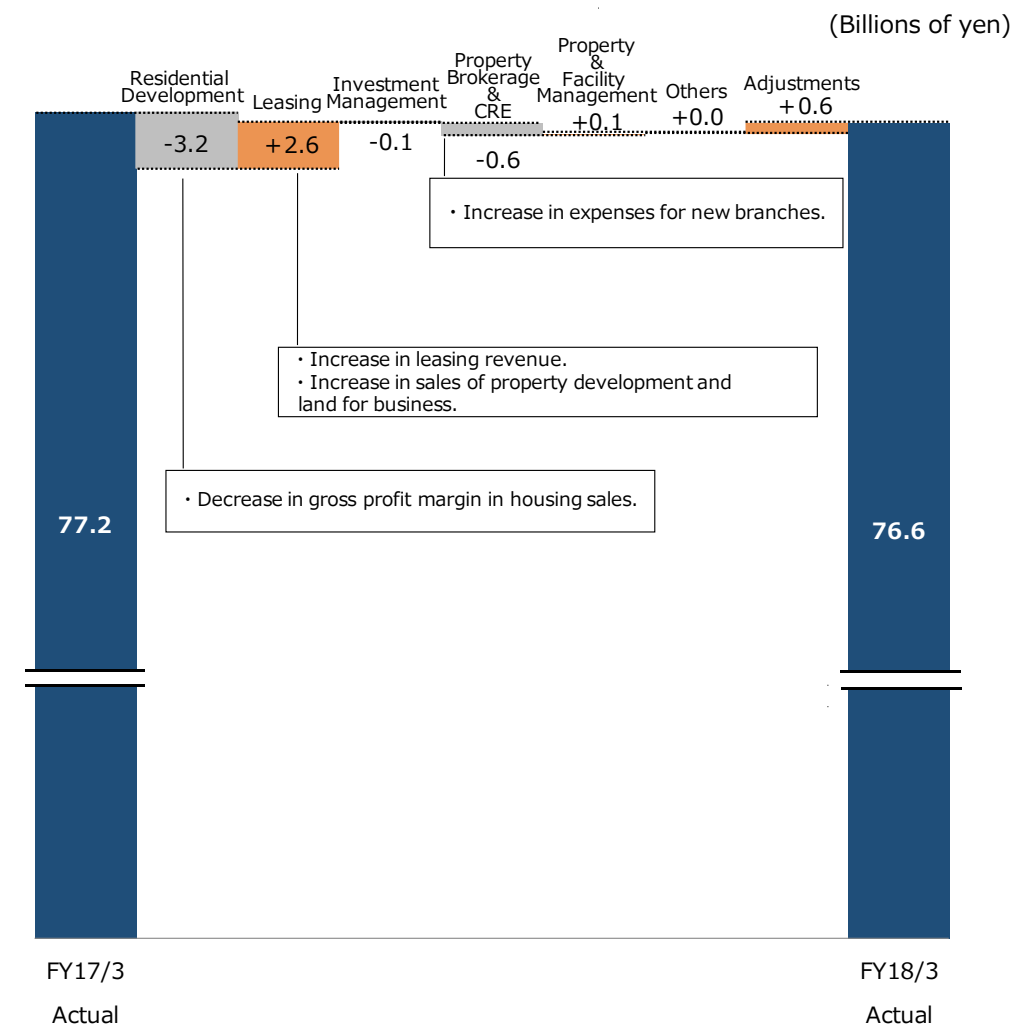 (Billions of yen)
Residential
Development
Leasing
Investment
Management
Property
Brokerage
&
CRE
Property
&
Facility
Management
Others
Adjustments
-3.2
+2.6
-0.1
-0.6
+0.1
+0.0
+0.6
・Increase in expenses for new branches.
・Increase in leasing revenue.
・Increase in sales of property development and
land for business.
・Decrease in gross profit margin in housing sales.
77.2
76.6
FY17/3
Actual
FY18/3
Actual